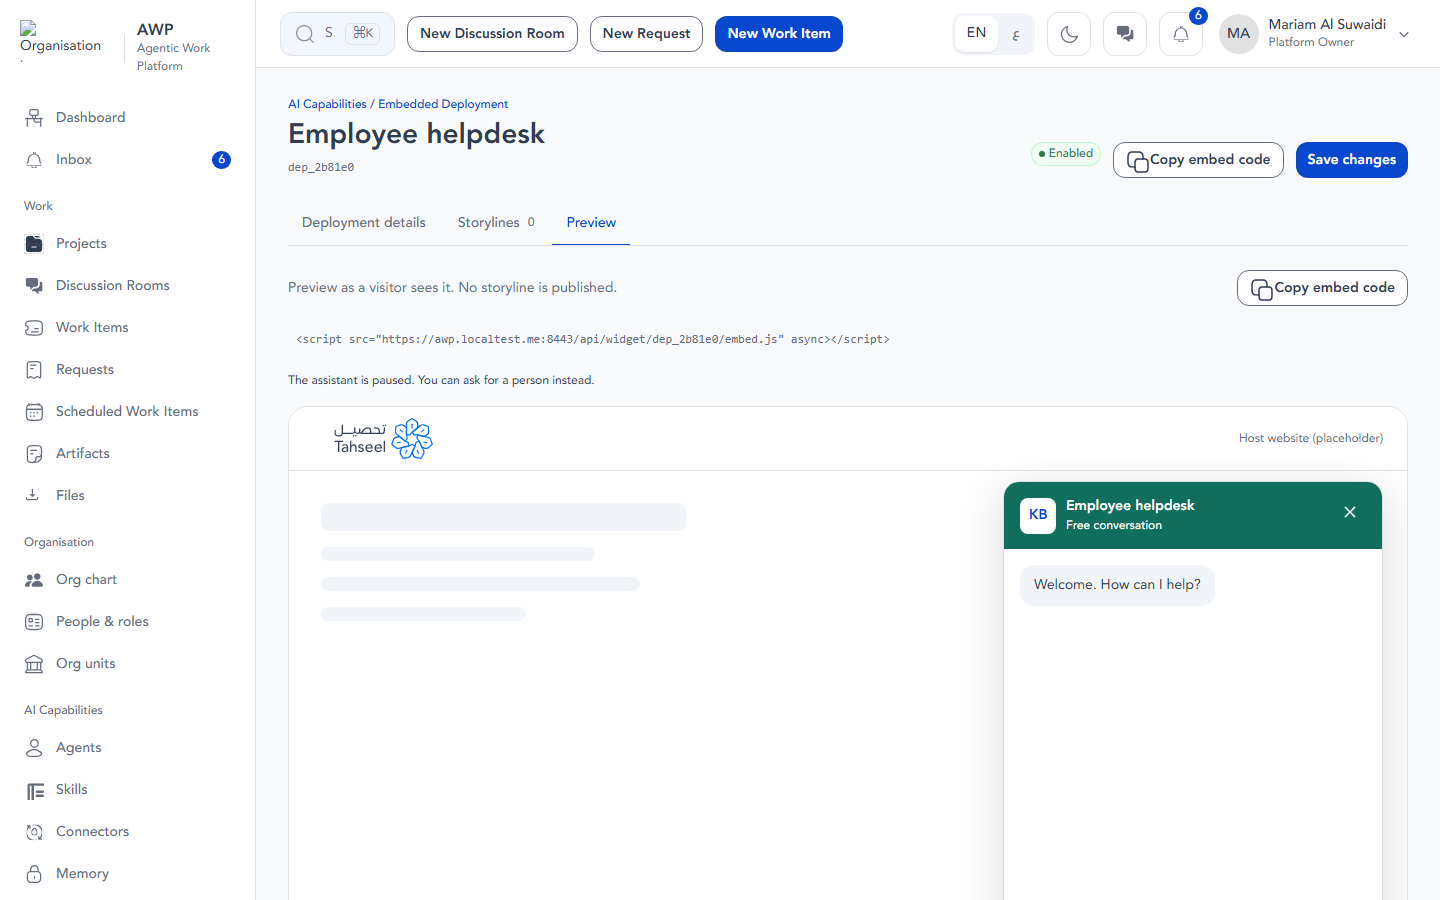 Organisation
.
AWP
Agentic Work
Platform
S.
⌘K
New Discussion Room
New Request
New Work Item
EN
ع
6
MA
Mariam Al Suwaidi
Platform Owner
Dashboard
Inbox
6
Work
Projects
Discussion Rooms
Work Items
Requests
Scheduled Work Items
Artifacts
Files
Organisation
Org chart
People & roles
Org units
AI Capabilities
Agents
Skills
Connectors
Memory
AI Capabilities / Embedded Deployment
Employee helpdesk
dep_2b81e0
Enabled
Copy embed code
Save changes
Deployment details
Storylines 0
Preview
Preview as a visitor sees it. No storyline is published.
Copy embed code
<script src="https://awp.localtest.me:8443/api/widget/dep_2b81e0/embed.js" async></script>
The assistant is paused. You can ask for a person instead.
تحصيل
Tahseel
Host website (placeholder)
KB
Employee helpdesk
Free conversation
Welcome. How can I help?